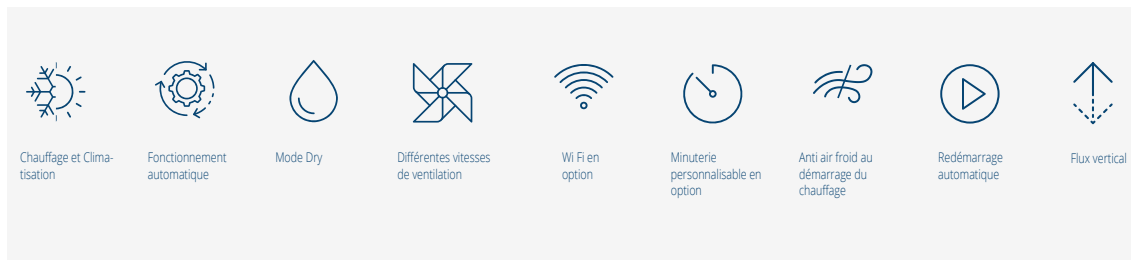 Chauffage et Clima-
tisation
Fonctionnement
automatique
Mode Dry
Différentes vitesses
de ventilation
Wi Fi en
option
Minuterie
personnalisable en
option
Anti air froid au
démarrage du
chauffage
Redémarrage
automatique
Flux vertical